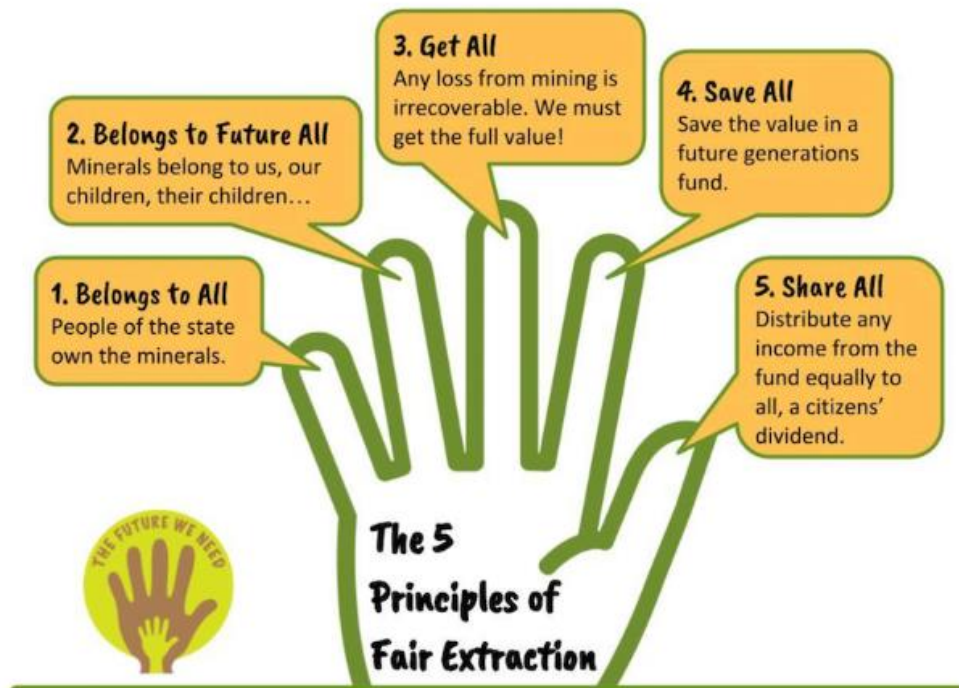 1. Belongs to All
People of the state
own the minerals.
2. Belongs to Future All
Minerals belong to us, our
children, their children…
3. Get All
Any loss from mining is
irrecoverable. We must
get the full value!
4. Save All
Save the value in a
future generations
fund.
5. Share All
Distribute any
income from the
fund equally to
all, a citizens’
dividend.
The 5
Principles of
Fair Extraction
THE FUTURE WE NEED